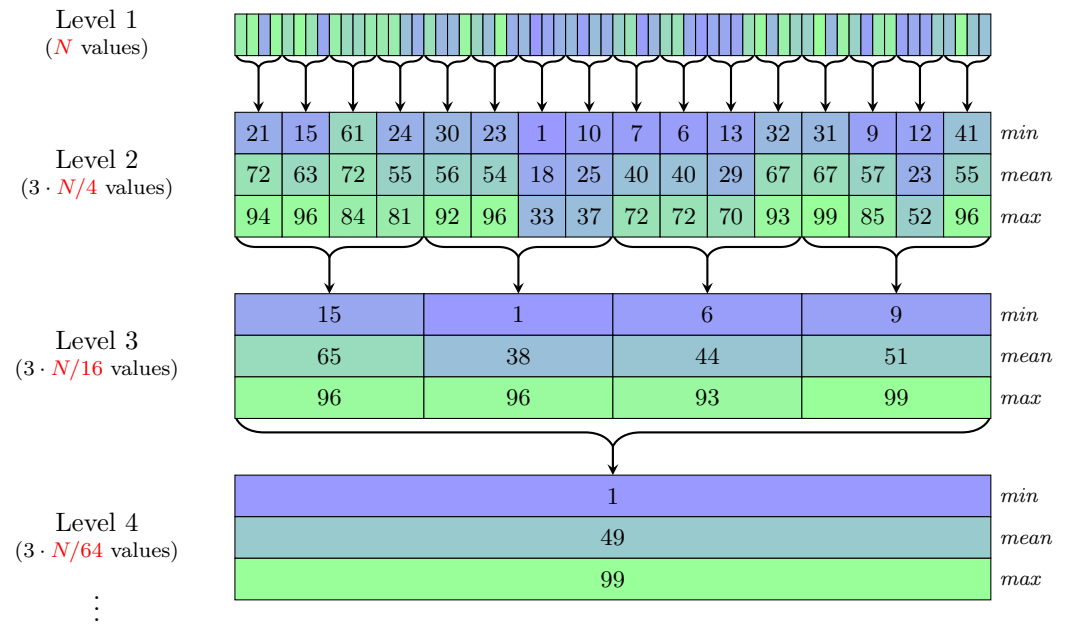 Level 1
(N values)
21 15 61 24 30 23 1 10 7 6 13 32 31 9 12 41 min
Level 2
(3 · N/4 values)
72 63 72 55 56 54 18 25 40 40 29 67 67 57 23 55 mean
94 96 84 81 92 96 33 37 72 72 70 93 99 85 52 96 max
15 1 6 9 min
Level 3
(3 · N/16 values)
65 38 44 51 mean
96 96 93 99 max
1 min
Level 4
(3 · N/64 values)
49 mean
99 max
⋮